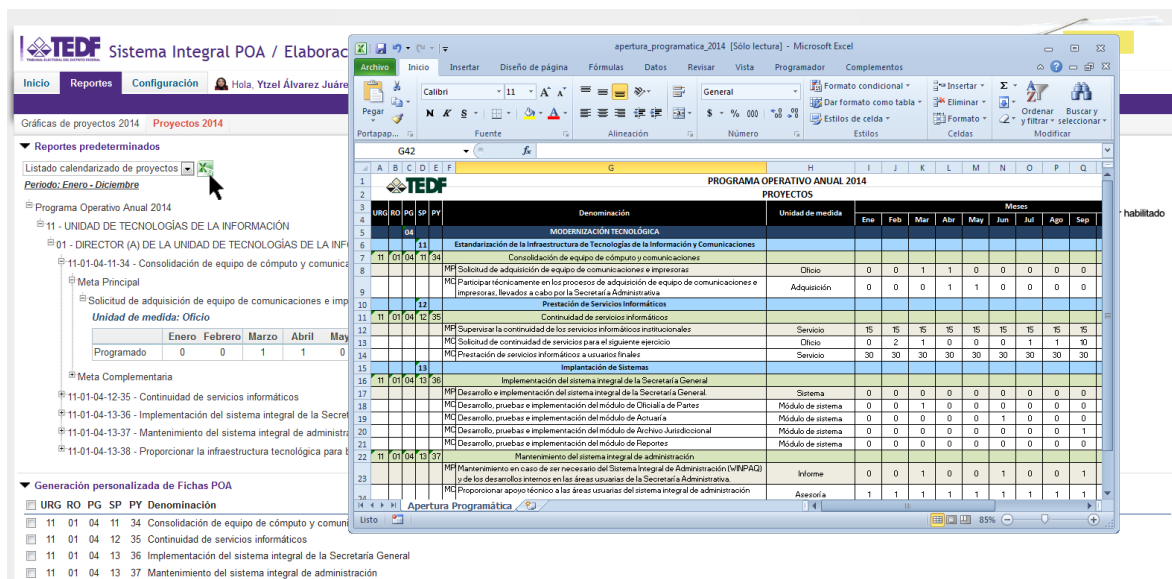 TEDF Sistema Integral POA / Elaborac
TRIBUNAL ELECTORAL DEL DISTRITO FEDERAL
Inicio Reportes Configuración Hola, Ytzel Álvarez Juáre
Gráficas de proyectos 2014 Proyectos 2014
Reportes predeterminados
Listado calendarizado de proyectos
Periodo: Enero - Diciembre
Programa Operativo Anual 2014
11 - UNIDAD DE TECNOLOGÍAS DE LA INFORMACIÓN
01 - DIRECTOR (A) DE LA UNIDAD DE TECNOLOGÍAS DE LA INF
11-01-04-11-34 - Consolidación de equipo de cómputo y comunica
Meta Principal
Solicitud de adquisición de equipo de comunicaciones e imp
Unidad de medida: Oficio
Enero Febrero Marzo Abril May
Programado 0 0 1 1 0
Meta Complementaria
11-01-04-12-35 - Continuidad de servicios informáticos
11-01-04-13-36 - Implementación del sistema integral de la Secret
11-01-04-13-37 - Mantenimiento del sistema integral de administra
11-01-04-13-38 - Proporcionar la infraestructura tecnológica para b
Generación personalizada de Fichas POA
URG RO PG SP PY Denominación
11 01 04 11 34 Consolidación de equipo de cómputo y comuni
11 01 04 12 35 Continuidad de servicios informáticos
11 01 04 13 36 Implementación del sistema integral de la Secretaría General
11 01 04 13 37 Mantenimiento del sistema integral de administración
r habilitado
apertura_programatica_2014 [Sólo lectura] - Microsoft Excel
Archivo Inicio Insertar Diseño de página Fórmulas Datos Revisar Vista Programador Complementos
Pegar
Calibri 11
N K S
General
$ % 000
Formato condicional
Dar formato como tabla
Estilos de celda
Insertar
Eliminar
Formato
Ordenar y filtrar
Buscar y seleccionar
Portapap... Fuente Alineación Número Estilos Celdas Modificar
G42 fx
A B C D E F G H I J K L M N O P Q
1 TEDF PROGRAMA OPERATIVO ANUAL 2014
2 PROYECTOS
3 URG RO PG SP PY Denominación Unidad de medida Meses
4 Ene Feb Mar Abr May Jun Jul Ago Sep
5 04 MODERNIZACIÓN TECNOLÓGICA
6 11 Estandarización de la Infraestructura de Tecnologías de la Información y Comunicaciones
7 11 01 04 11 34 Consolidación de equipo de cómputo y comunicaciones
8 MP Solicitud de adquisición de equipo de comunicaciones e impresoras Oficio 0 0 1 1 0 0 0 0 0
9 MC Participar técnicamente en los procesos de adquisición de equipo de comunicaciones e
impresoras, llevados a cabo por la Secretaría Administrativa Adquisición 0 0 0 1 1 0 0 0 0
10 12 Prestación de Servicios Informáticos
11 11 01 04 12 35 Continuidad de servicios informáticos
12 MP Supervisar la continuidad de los servicios informáticos institucionales Servicio 15 15 15 15 15 15 15 15 15
13 MC Solicitud de continuidad de servicios para el siguiente ejercicio Oficio 0 2 1 0 0 0 1 1 10
14 MC Prestación de servicios informáticos a usuarios finales Servicio 30 30 30 30 30 30 30 30 30
15 13 Implantación de Sistemas
16 11 01 04 13 36 Implementación del sistema integral de la Secretaría General
17 MP Desarrollo e implementación del sistema integral de la Secretaría General. Sistema 0 0 0 0 0 0 0 0 0
18 MC Desarrollo, pruebas e implementación del módulo de Oficialía de Partes Módulo de sistema 0 0 1 0 0 0 0 0 0
19 MC Desarrollo, pruebas e implementación del módulo de Actuaría Módulo de sistema 0 0 0 0 0 1 0 0 0
20 MC Desarrollo, pruebas e implementación del módulo de Archivo Jurisdiccional Módulo de sistema 0 0 0 0 0 0 0 0 1
21 MC Desarrollo, pruebas e implementación del módulo de Reportes Módulo de sistema 0 0 0 0 0 0 0 0 0
22 11 01 04 13 37 Mantenimiento del sistema integral de administración
23 MP Mantenimiento en caso de ser necesario del Sistema Integral de Administración (WINPAQ)
y de los desarrollos internos en las áreas usuarias de la Secretaría Administrativa. Informe 0 0 1 0 0 1 0 0 1
24 MC Proporcionar apoyo técnico a las áreas usuarias del sistema integral de administración Asesoría 1 1 1 1 1 1 1 1 1
Apertura Programática
Listo 85%